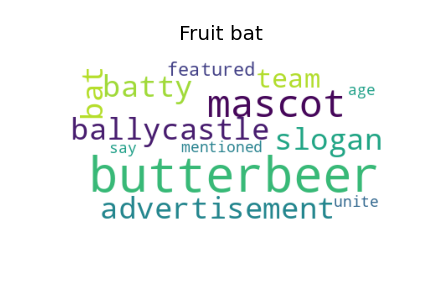 Fruit bat
featured
bat
batty
team
age
mascot
ballycastle
slogan
say
mentioned
butterbeer
advertisement
unite